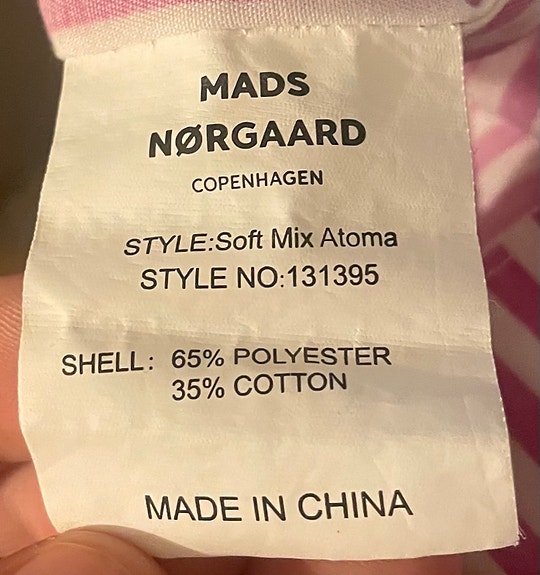 MADS
NØRGAARD
COPENHAGEN
STYLE:Soft Mix Atoma
STYLE NO:131395
SHELL: 65% POLYESTER
35% COTTON
MADE IN CHINA